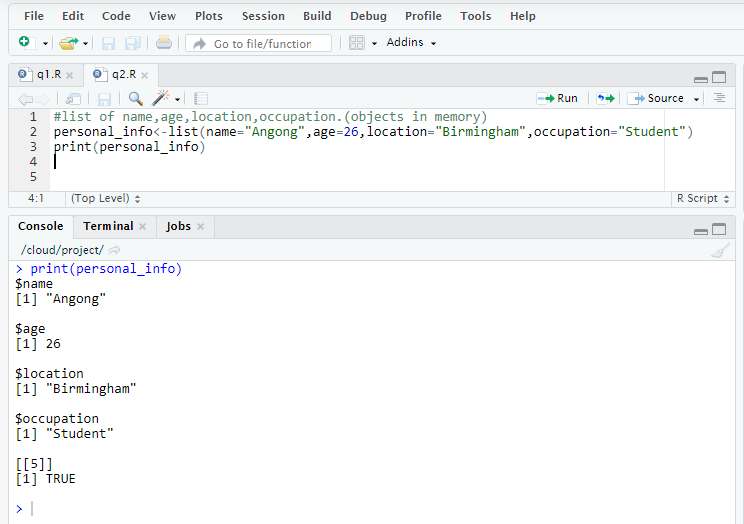 File Edit Code View Plots Session Build Debug Profile Tools Help
Go to file/function Addins
q1.R q2.R
Run Source
1 #list of name,age,location,occupation.(objects in memory)
2 personal_info<-list(name="Angong",age=26,location="Birmingham",occupation="Student")
3 print(personal_info)
4
5
4:1 (Top Level) R Script
Console Terminal Jobs
/cloud/project/
> print(personal_info)
$name
[1] "Angong"
$age
[1] 26
$location
[1] "Birmingham"
$occupation
[1] "Student"
[[5]]
[1] TRUE
>